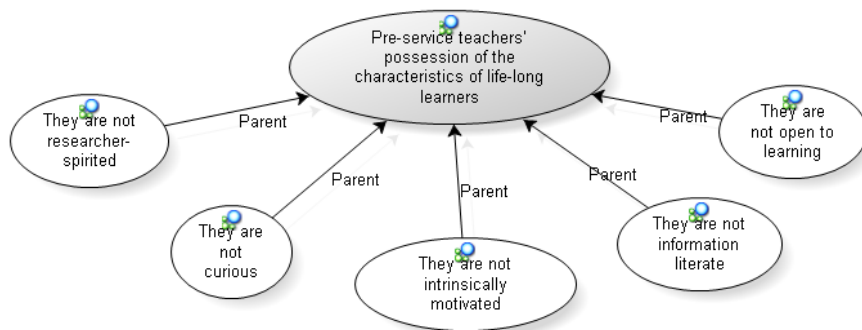 Pre-service teachers'
possession of the
characteristics of life-long
learners
They are not
researcher-
spirited
Parent
They are
not open to
learning
Parent
Parent
Parent
Parent
They are
not
curious
They are not
information
literate
They are not
intrinsically
motivated